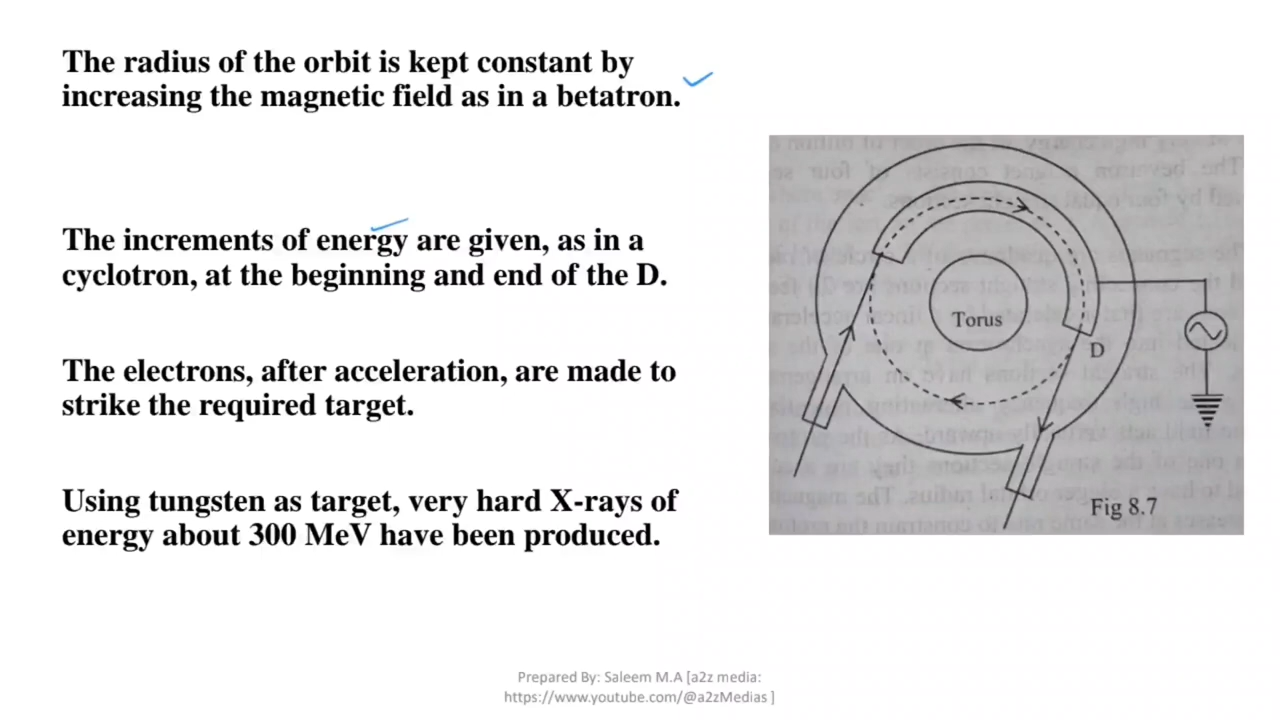 The radius of the orbit is kept constant by
increasing the magnetic field as in a betatron.
The increments of energy are given, as in a
cyclotron, at the beginning and end of the D.
The electrons, after acceleration, are made to
strike the required target.
Using tungsten as target, very hard X-rays of
energy about 300 MeV have been produced.
Torus
D
Fig 8.7
Prepared By: Saleem M.A [a2z media:
https://www.youtube.com/@a2zMedias ]